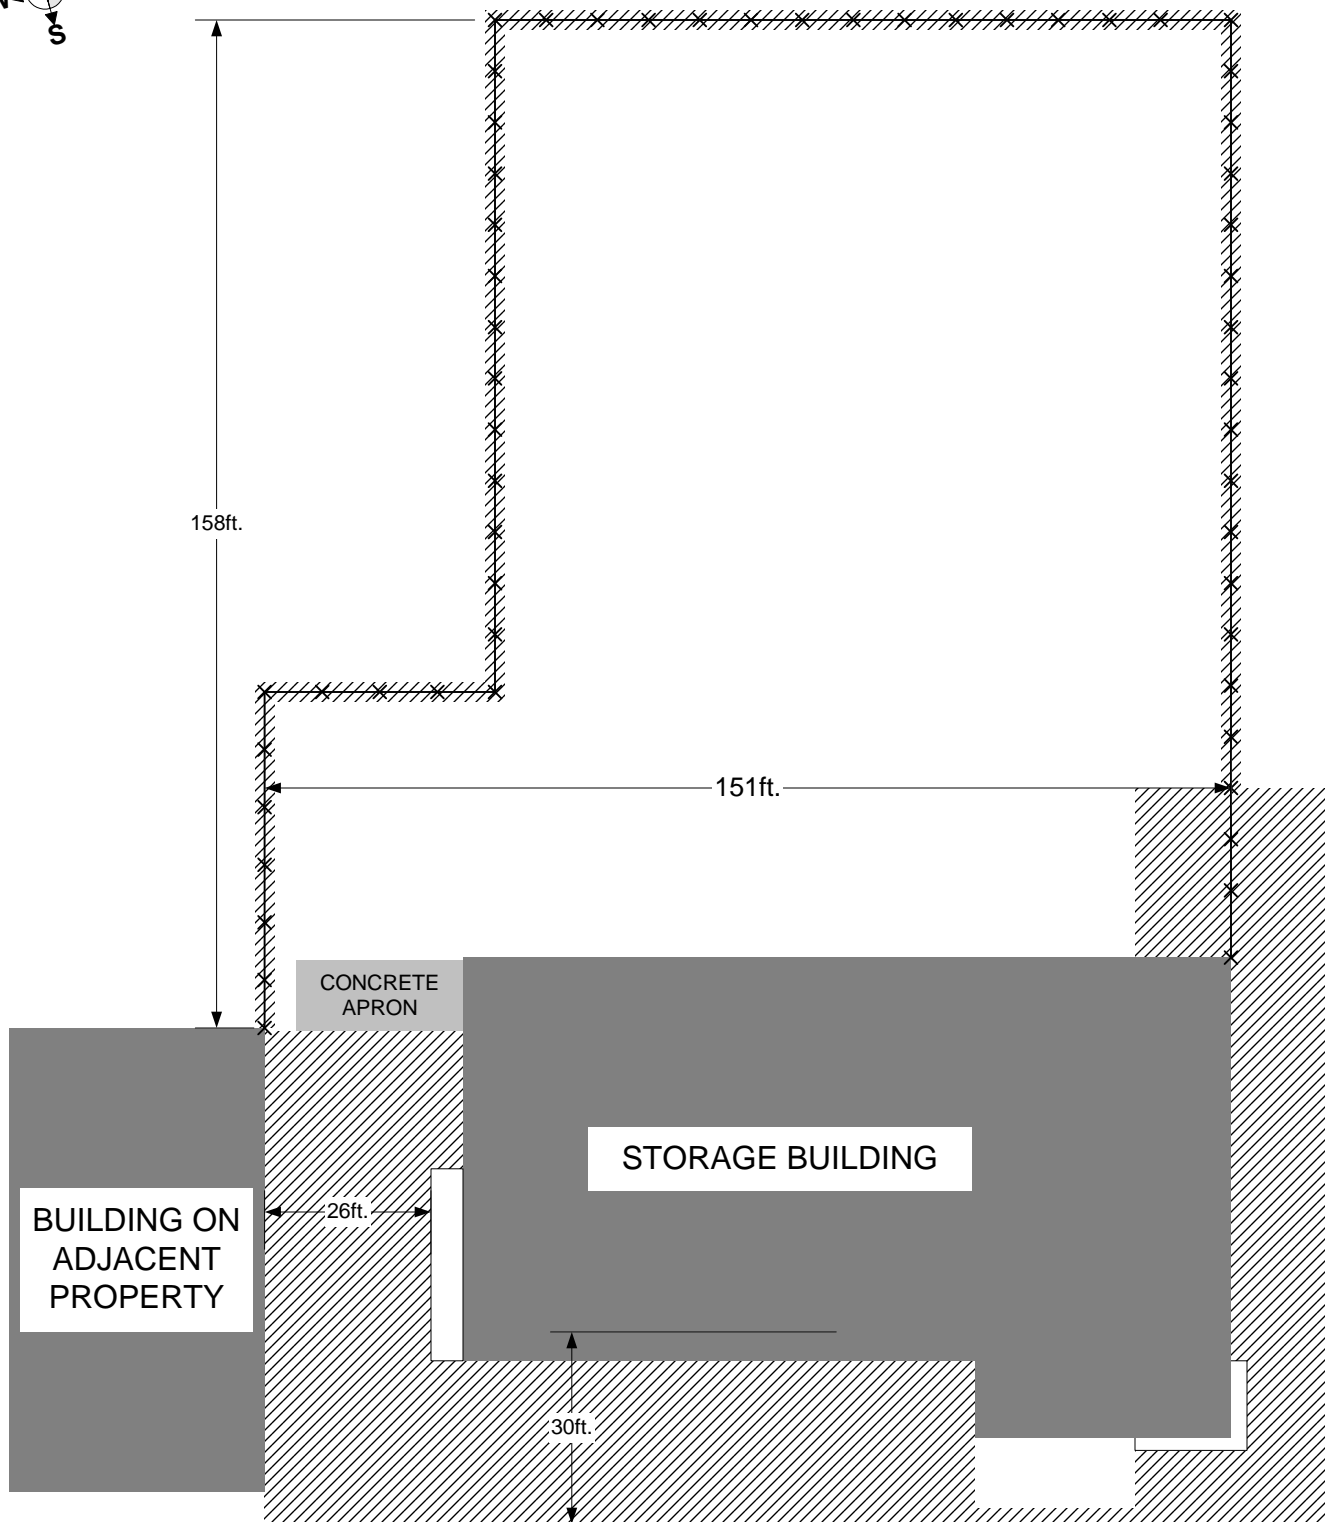 S
158ft.
151ft.
CONCRETE
APRON
STORAGE BUILDING
BUILDING ON
ADJACENT
PROPERTY
26ft.
30ft.